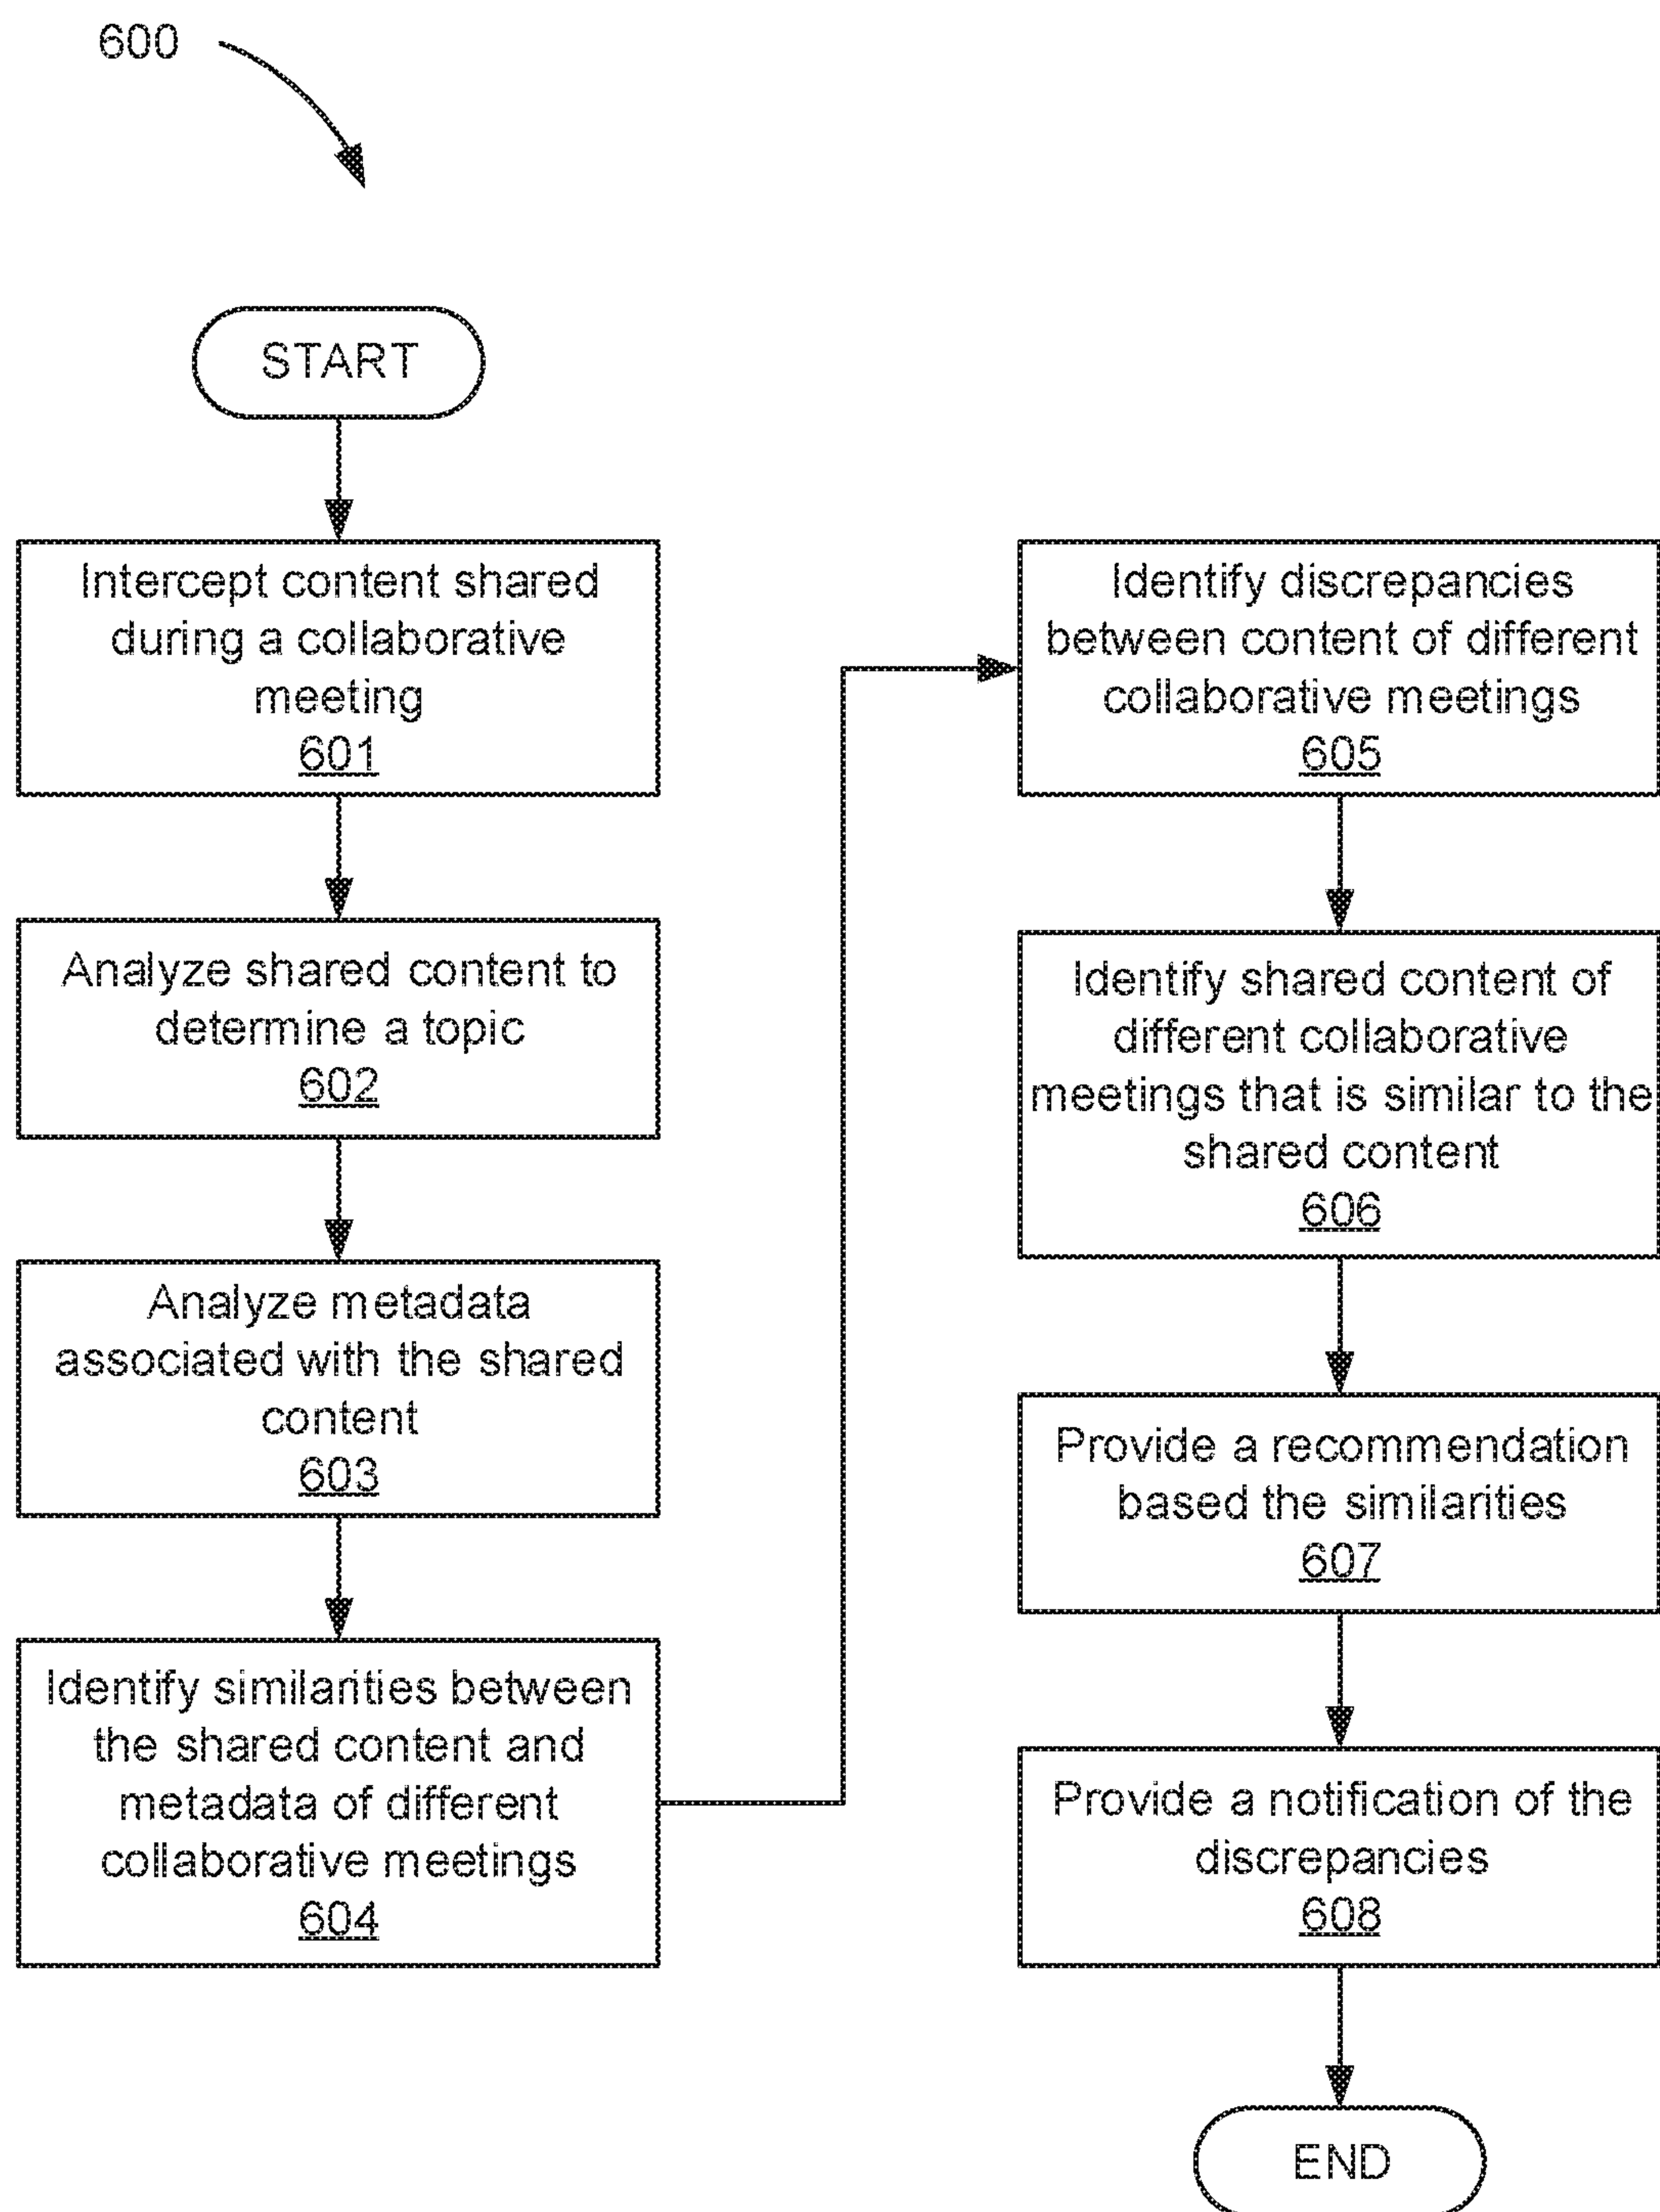 600
START
Intercept content shared
during a collaborative
meeting
601
Analyze shared content to
determine a topic
602
Analyze metadata
associated with the shared
content
603
Identify similarities between
the shared content and
metadata of different
collaborative meetings
604
Identify discrepancies
between content of different
collaborative meetings
605
Identify shared content of
different collaborative
meetings that is similar to the
shared content
606
Provide a recommendation
based the similarities
607
Provide a notification of the
discrepancies
608
END